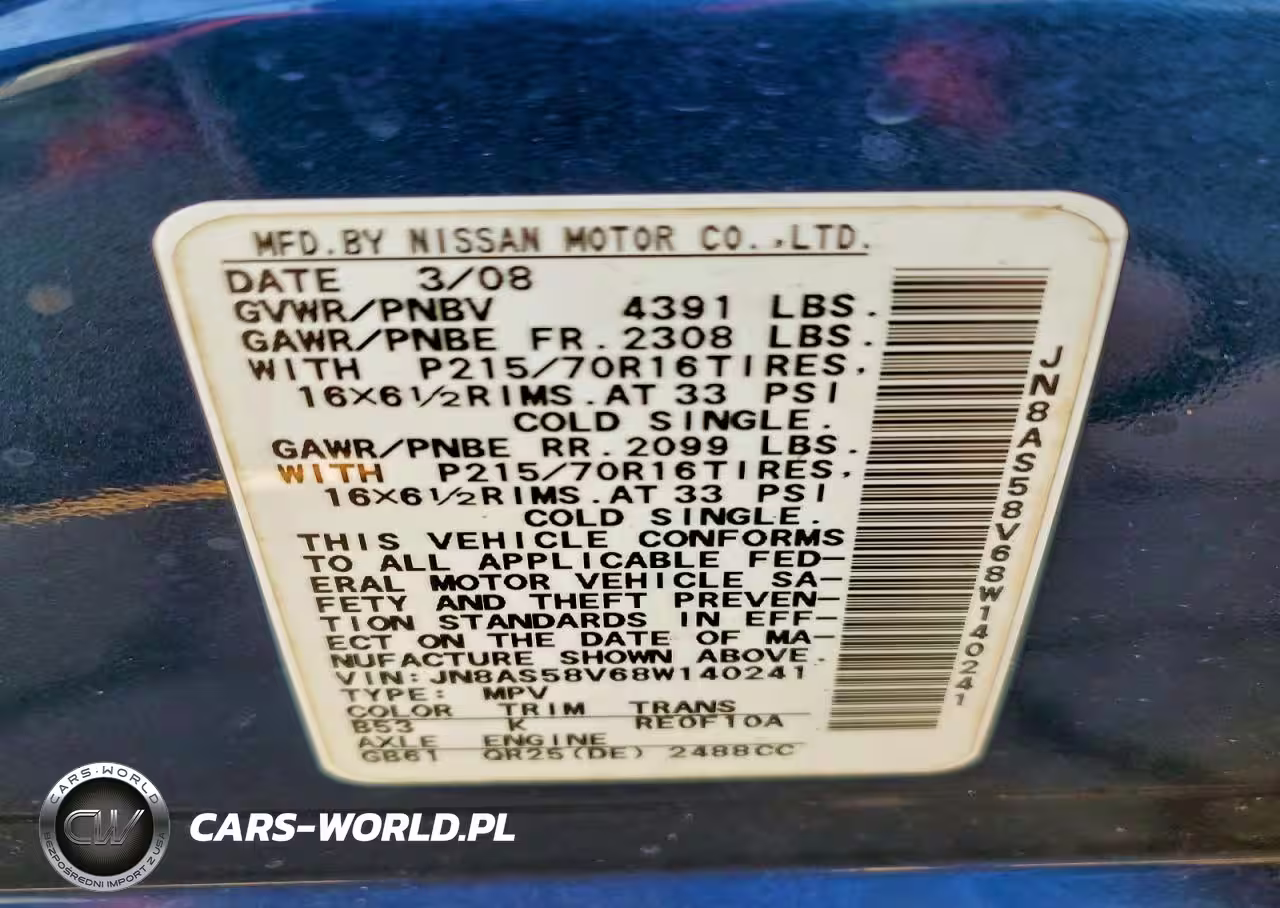 MFD.BY NISSAN MOTOR CO.,LTD.
DATE 3/08
GVWR/PNBV 4391 LBS.
GAWR/PNBE FR.2308 LBS.
WITH P215/70R16TIRES,
16X6½RIMS.AT 33 PSI
COLD SINGLE.
GAWR/PNBE RR.2099 LBS.
WITH P215/70R16TIRES,
16X6½RIMS.AT 33 PSI
COLD SINGLE.
THIS VEHICLE CONFORMS
TO ALL APPLICABLE FED-
ERAL MOTOR VEHICLE SA-
FETY AND THEFT PREVEN-
TION STANDARDS IN EFF-
ECT ON THE DATE OF MA-
NUFACTURE SHOWN ABOVE.
VIN:JN8AS58V68W140241
TYPE: MPV
COLOR TRIM TRANS
B53 K RE0F10A
AXLE ENGINE
GB61 QR25(DE) 2488CC
JN8AS58V68W140241
CARS-WORLD
CW
BEZPOŚREDNI IMPORT Z USA
CARS-WORLD.PL